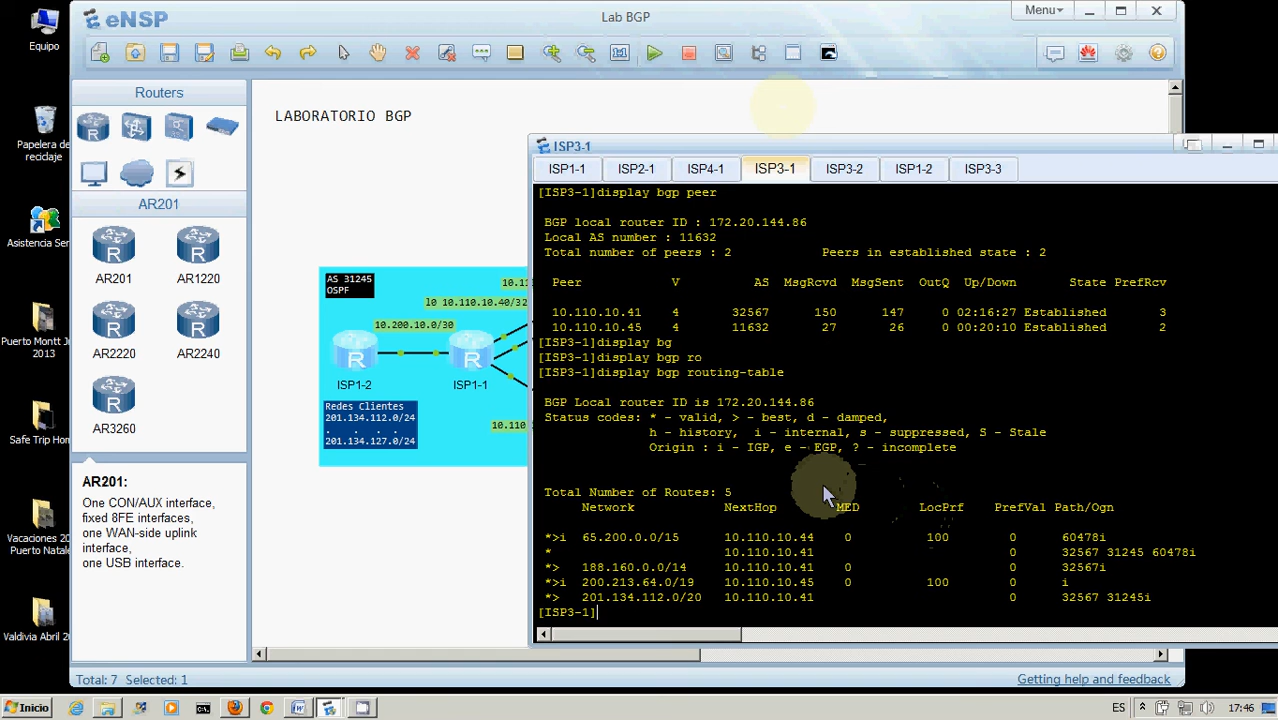 Equipo
Papelera de
reciclaje
Asistencia Ser
Puerto Montt J
2013
Safe Trip Hom
Vacaciones 20
Puerto Natale
Valdivia Abril 20
eNSP
Lab BGP
Menu
1:1
Routers
AR201
AR201
AR1220
AR2220
AR2240
AR3260
AR201:
One CON/AUX interface,
fixed 8FE interfaces,
one WAN-side uplink
interface,
one USB interface.
LABORATORIO BGP
AS 31245
OSPF
10.11
l0 10.110.10.40/32
10.200.10.0/30
ISP1-2
ISP1-1
Redes Clientes
201.134.112.0/24
.  .  .
201.134.127.0/24
10.110
ISP3-1
ISP1-1 ISP2-1 ISP4-1 ISP3-1 ISP3-2 ISP1-2 ISP3-3
[ISP3-1]display bgp peer
BGP local router ID : 172.20.144.86
Local AS number : 11632
Total number of peers : 2 Peers in established state : 2
Peer V AS MsgRcvd MsgSent OutQ Up/Down State PrefRcv
10.110.10.41 4 32567 150 147 0 02:16:27 Established 3
10.110.10.45 4 11632 27 26 0 00:20:10 Established 2
[ISP3-1]display bg
[ISP3-1]display bgp ro
[ISP3-1]display bgp routing-table
BGP Local router ID is 172.20.144.86
Status codes: * - valid, > - best, d - damped,
h - history, i - internal, s - suppressed, S - Stale
Origin : i - IGP, e - EGP, ? - incomplete
Total Number of Routes: 5
Network NextHop MED LocPrf PrefVal Path/Ogn
*>i 65.200.0.0/15 10.110.10.44 0 100 0 60478i
* 10.110.10.41 0 32567 31245 60478i
*> 188.160.0.0/14 10.110.10.41 0 0 32567i
*>i 200.213.64.0/19 10.110.10.45 0 100 0 i
*> 201.134.112.0/20 10.110.10.41 0 32567 31245i
[ISP3-1]
Total: 7 Selected: 1
Getting help and feedback
Inicio
ES
17:46